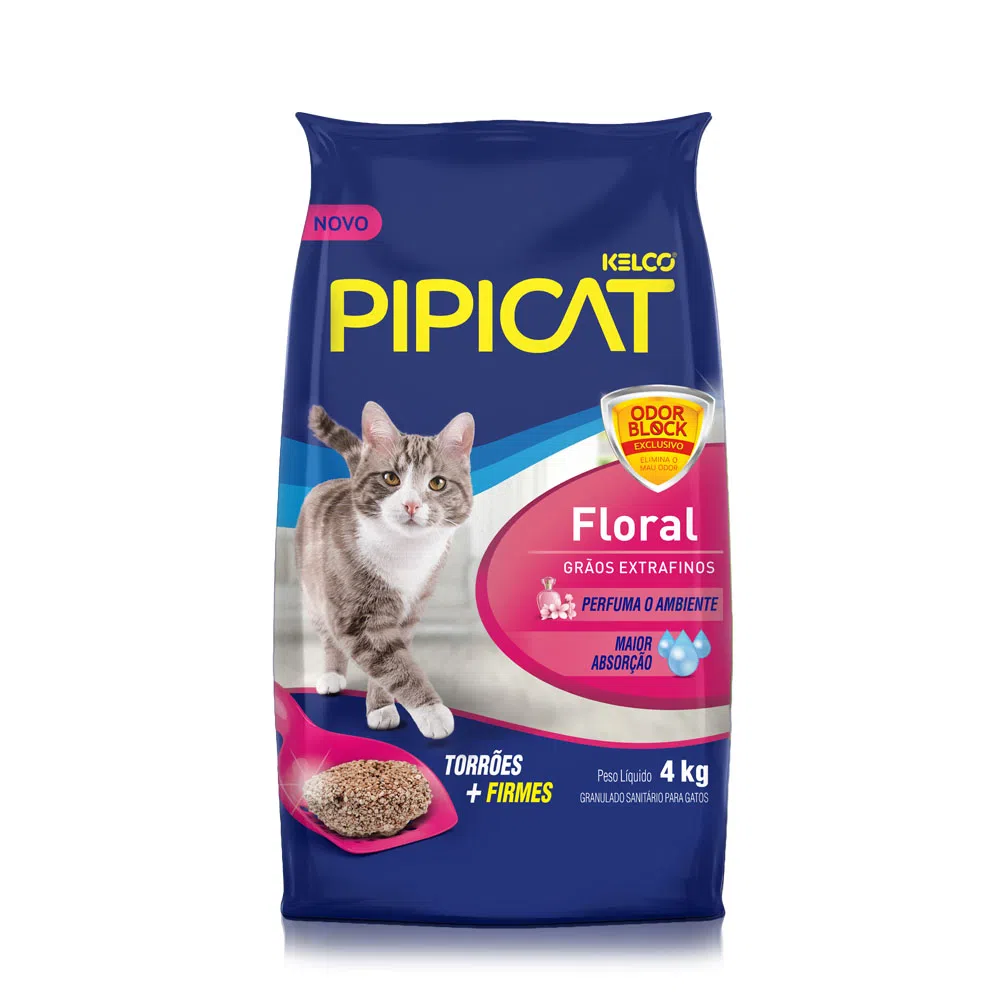 NOVO
KELCO
PIPICAT
ODOR
BLOCK
EXCLUSIVO
ELIMINA O
MAU ODOR
Floral
GRÃOS EXTRAFINOS
PERFUMA O AMBIENTE
MAIOR
ABSORÇÃO
TORRÕES
+ FIRMES
Peso Líquido 4 kg
GRANULADO SANITÁRIO PARA GATOS